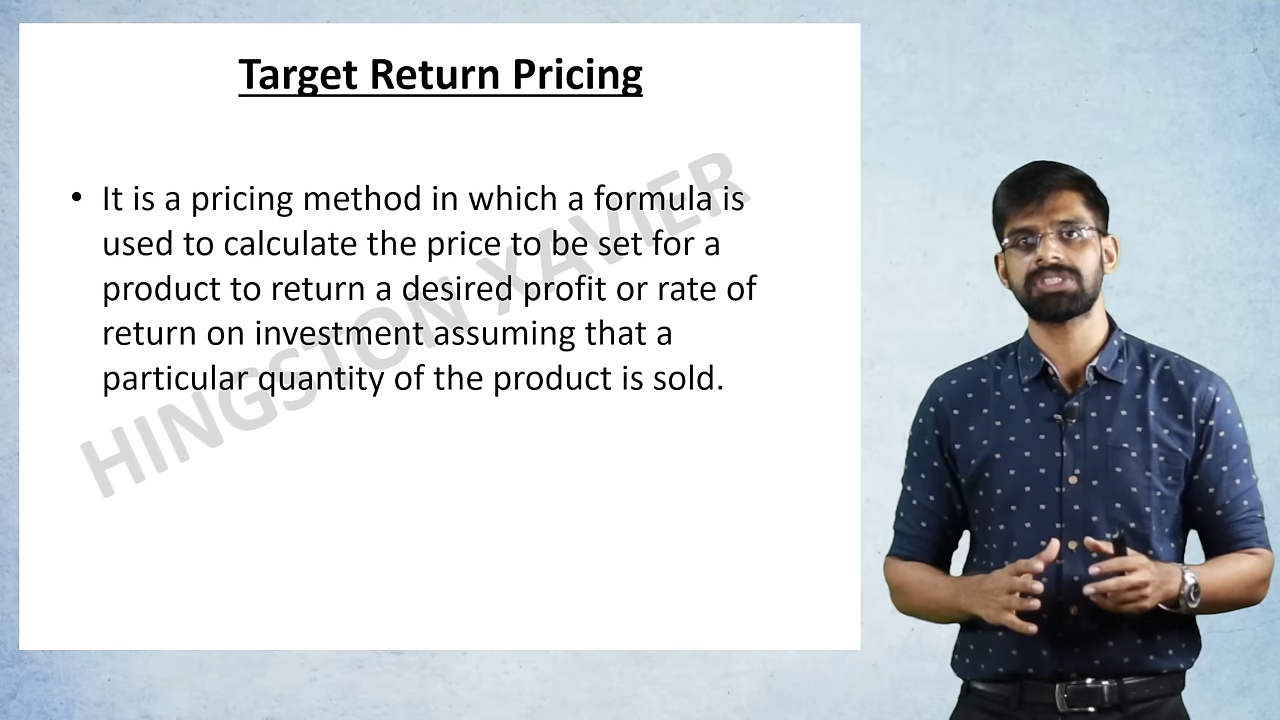 Target Return Pricing
• It is a pricing method in which a formula is
used to calculate the price to be set for a
product to return a desired profit or rate of
return on investment assuming that a
particular quantity of the product is sold.
HINGSTON XAVIER